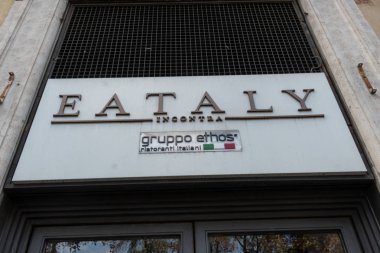 EATALY
INCONTRA
gruppo ethos
ristoranti italiani